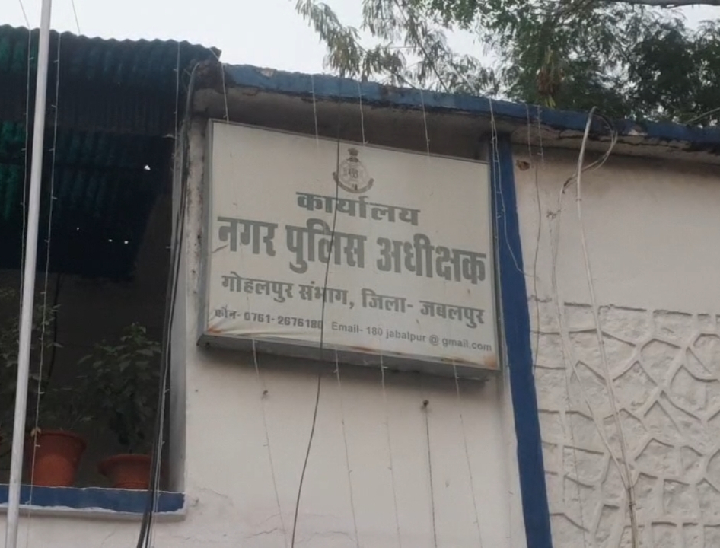 कार्यालय
नगर पुलिस अधीक्षक
गोहलपुर संभाग, जिला- जबलपुर
फोन- 0761- 2676180 Email- 180 jabalpur @ gmail.com